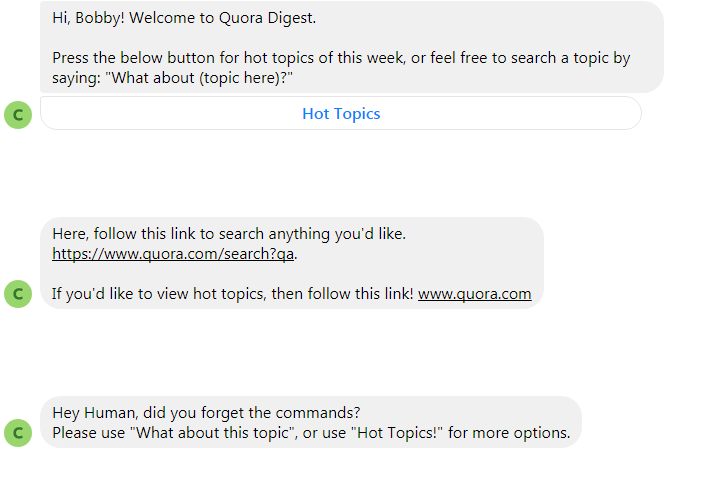 Hi, Bobby! Welcome to Quora Digest.
Press the below button for hot topics of this week, or feel free to search a topic by
saying: "What about (topic here)?"
C
Hot Topics
Here, follow this link to search anything you'd like.
https://www.quora.com/search?qa.
If you'd like to view hot topics, then follow this link! www.quora.com
C
Hey Human, did you forget the commands?
Please use "What about this topic", or use "Hot Topics!" for more options.
C